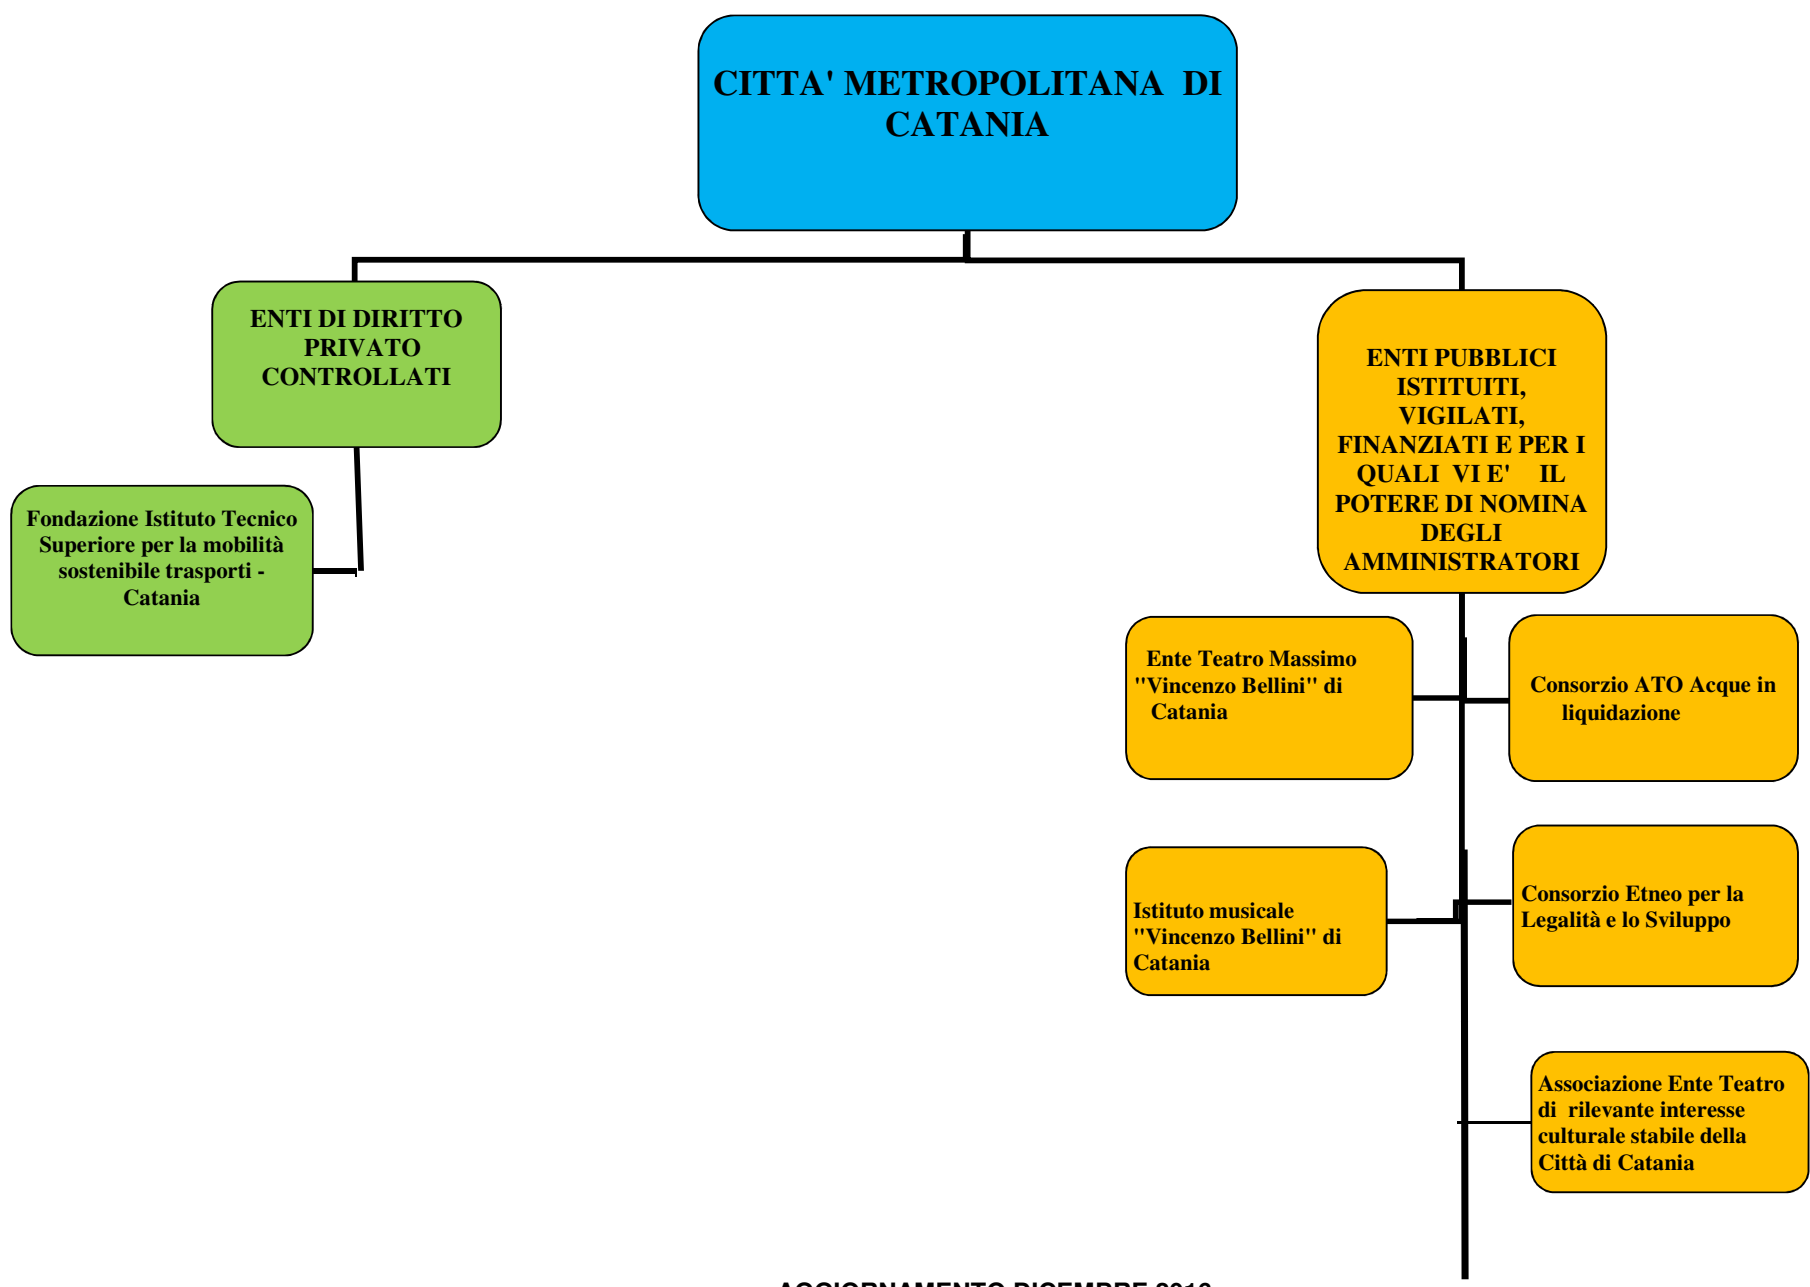 CITTA' METROPOLITANA DI
CATANIA
ENTI DI DIRITTO
PRIVATO
CONTROLLATI
Fondazione Istituto Tecnico
Superiore per la mobilità
sostenibile trasporti -
Catania
ENTI PUBBLICI
ISTITUITI,
VIGILATI,
FINANZIATI E PER I
QUALI VI E' IL
POTERE DI NOMINA
DEGLI
AMMINISTRATORI
Ente Teatro Massimo
"Vincenzo Bellini" di
Catania
Consorzio ATO Acque in
liquidazione
Istituto musicale
"Vincenzo Bellini" di
Catania
Consorzio Etneo per la
Legalità e lo Sviluppo
Associazione Ente Teatro
di rilevante interesse
culturale stabile della
Città di Catania
AGGIORNAMENTO DICEMBRE 2016